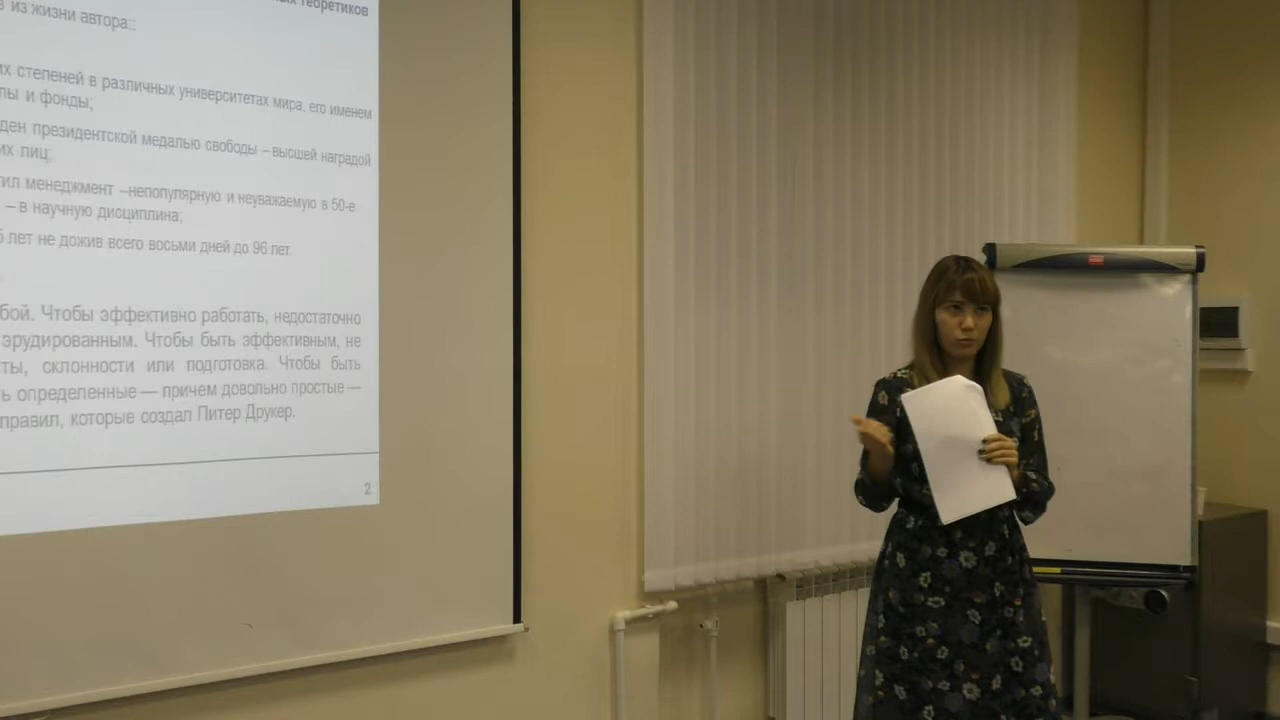 теоретиков
из жизни автора::
их степеней в различных университетах мира, его именем
лы и фонды;
ден президентской медалью свободы – высшей наградой
их лиц;
тил менеджмент –непопулярную и неуважаемую в 50-е
– в научную дисциплина;
5 лет не дожив всего восьми дней до 96 лет.
бой. Чтобы эффективно работать, недостаточно
эрудированным. Чтобы быть эффективным, не
ты, склонности или подготовка. Чтобы быть
ь определенные — причем довольно простые —
правил, которые создал Питер Друкер.
2